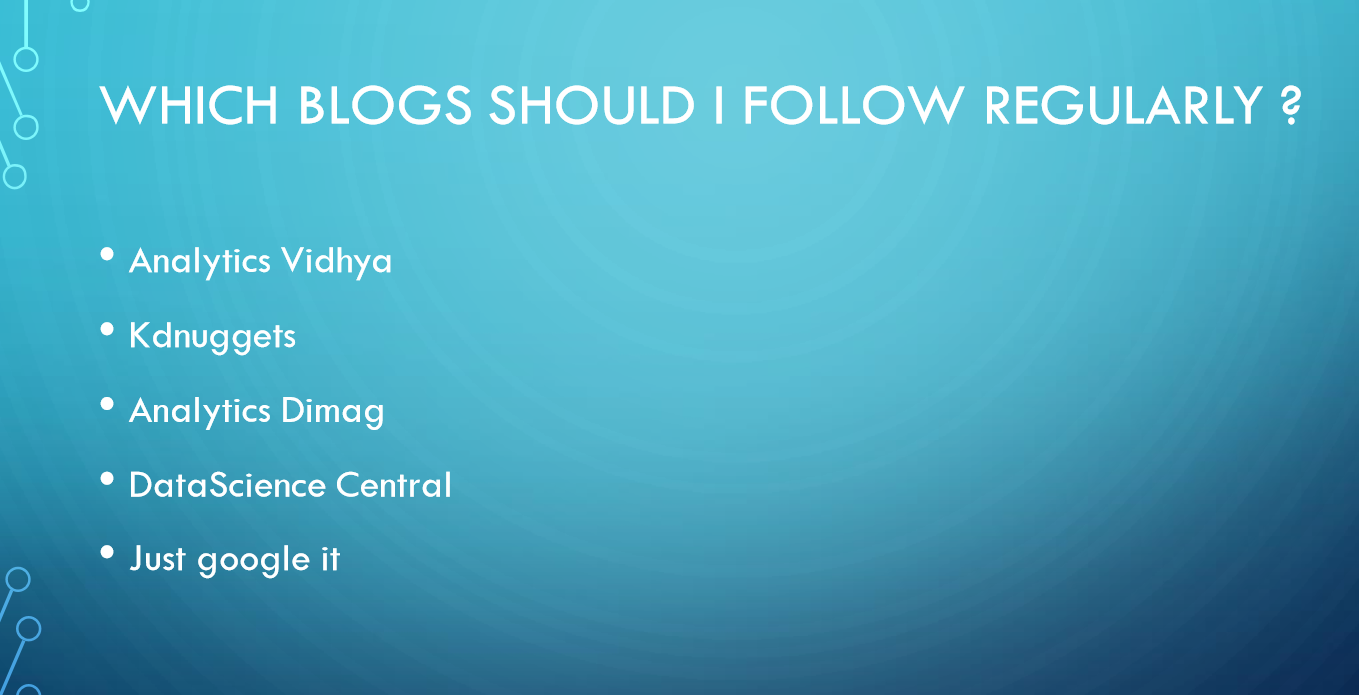 WHICH BLOGS SHOULD I FOLLOW REGULARLY ?
• Analytics Vidhya
• Kdnuggets
• Analytics Dimag
• DataScience Central
• Just google it